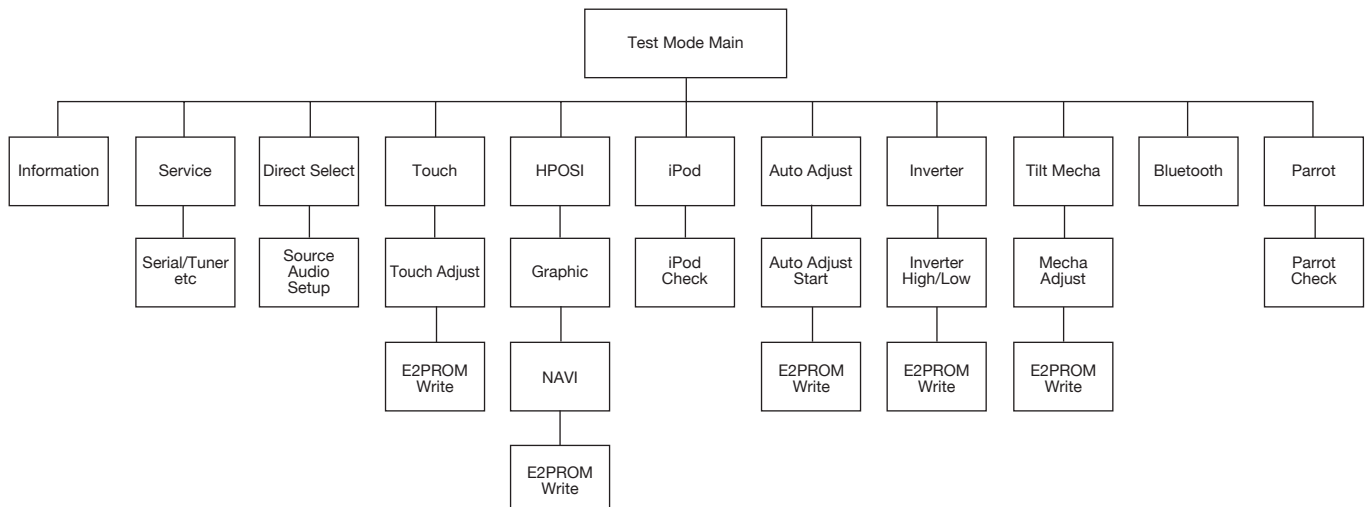 Test Mode Main
Information
Service
Direct Select
Touch
HPOSI
iPod
Auto Adjust
Inverter
Tilt Mecha
Bluetooth
Parrot
Serial/Tuner
etc
Source
Audio
Setup
Touch Adjust
Graphic
iPod
Check
Auto Adjust
Start
Inverter
High/Low
Mecha
Adjust
Parrot
Check
E2PROM
Write
NAVI
E2PROM
Write
E2PROM
Write
E2PROM
Write
E2PROM
Write